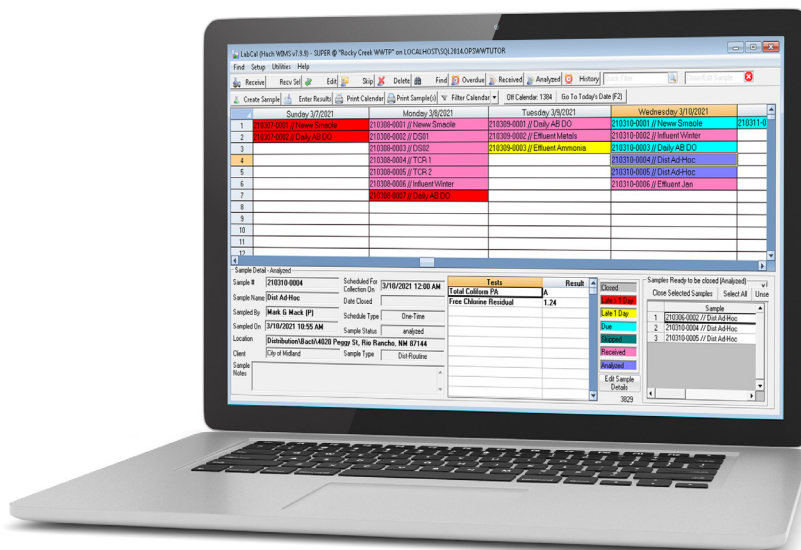 LabCal (Hach WIMS v7.9.9) - SUPER @ "Rocky Creek WWTP" on LOCALHOST\SQL2014.OPSWWTUTOR
Find Setup Utilities Help
Receive Recv Sel Edit Skip Delete Find Overdue Received Analyzed History Quick Filter Close/Edit Sample
Create Sample Enter Results Print Calendar Print Sample(s) Filter Calendar Off Calendar: 1384 Go To Today's Date [F2]
Sunday 3/7/2021 Monday 3/8/2021 Tuesday 3/9/2021 Wednesday 3/10/2021
1 210307-0001 // Neww Smaole 210308-0001 // Neww Smaole 210309-0001 // Daily AB DO 210310-0001 // Neww Smaole 210311-0
2 210307-0002 // Daily AB DO 210308-0002 // DS01 210309-0002 // Effluent Metals 210310-0002 // Influent Winter
3 210308-0003 // DS02 210309-0003 // Effluent Ammonia 210310-0003 // Daily AB DO
4 210308-0004 // TCR 1 210310-0004 // Dist Ad-Hoc
5 210308-0005 // TCR 2 210310-0005 // Dist Ad-Hoc
6 210308-0006 // Influent Winter 210310-0006 // Effluent Jan
7 210308-0007 // Daily AB DO
8
9
10
11
12
Sample Detail - Analyzed
Sample # 210310-0004 Scheduled For Collection On 3/10/2021 12:00 AM
Sample Name Dist Ad-Hoc Date Closed
Sampled By Mark G Mack (P) Schedule Type One-Time
Sampled On 3/10/2021 10:55 AM Sample Status analyzed
Location Distribution\Bacti\4020 Peggy St, Rio Rancho, NM 87144
Client City of Midland Sample Type Dist-Routine
Sample Notes
Tests Result
Total Coliform PA A
Free Chlorine Residual 1.24
Closed
Late > 1 Day
Late 1 Day
Due
Skipped
Received
Analyzed
Edit Sample Details
3829
Samples Ready to be closed (Analyzed)
Close Selected Samples Select All Unse
Sample
1 210306-0002 // Dist Ad-Hoc
2 210310-0004 // Dist Ad-Hoc
3 210310-0005 // Dist Ad-Hoc